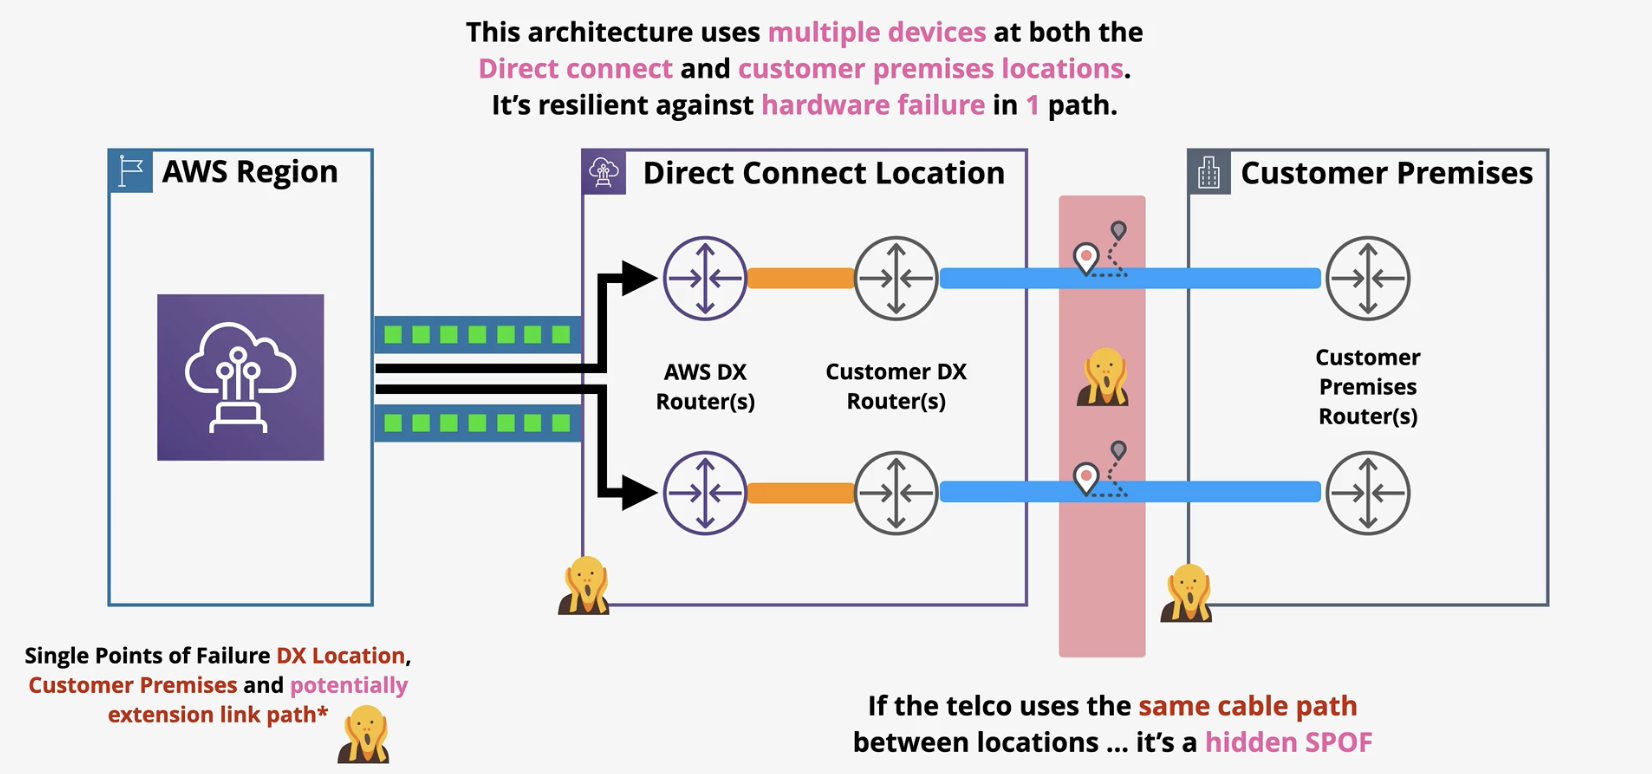 This architecture uses multiple devices at both the
Direct connect and customer premises locations.
It’s resilient against hardware failure in 1 path.
AWS Region
Direct Connect Location
Customer Premises
AWS DX
Router(s)
Customer DX
Router(s)
Customer
Premises
Router(s)
Single Points of Failure DX Location,
Customer Premises and potentially
extension link path*
If the telco uses the same cable path
between locations ... it’s a hidden SPOF